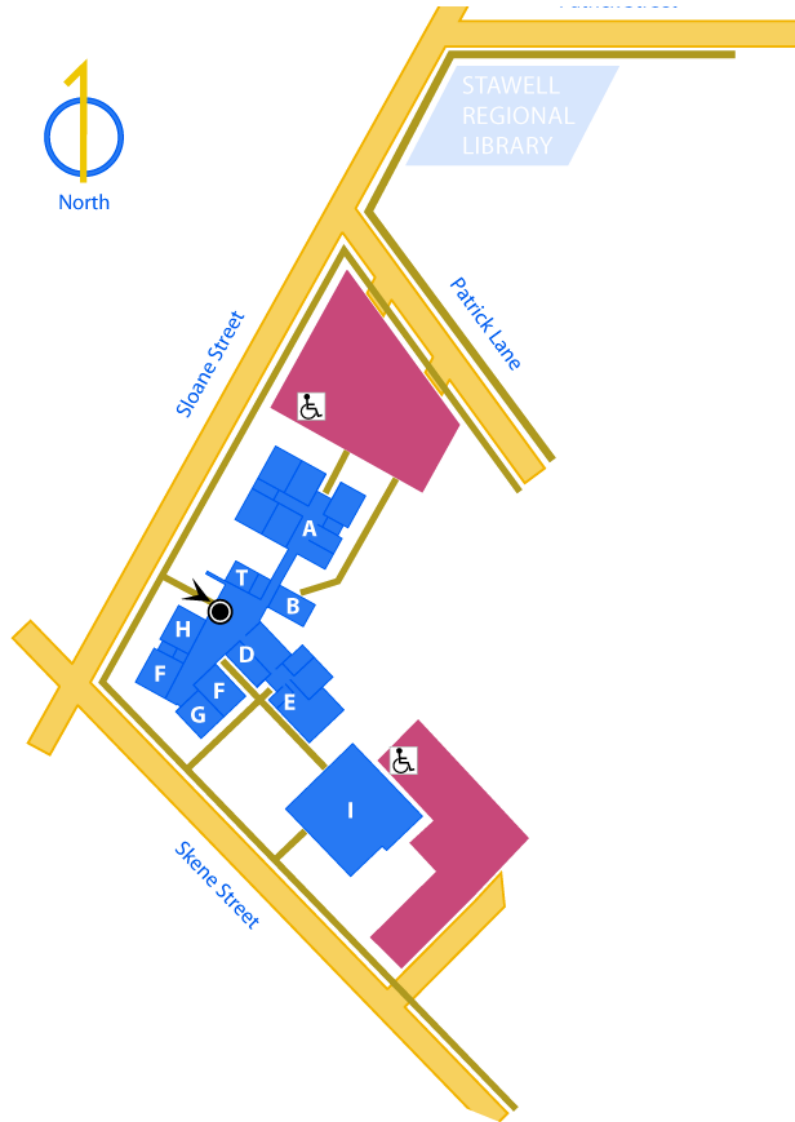 STAWELL
REGIONAL
LIBRARY
North
Patrick Lane
Sloane Street
A
T
B
H
D
F
F
E
G
I
Skene Street